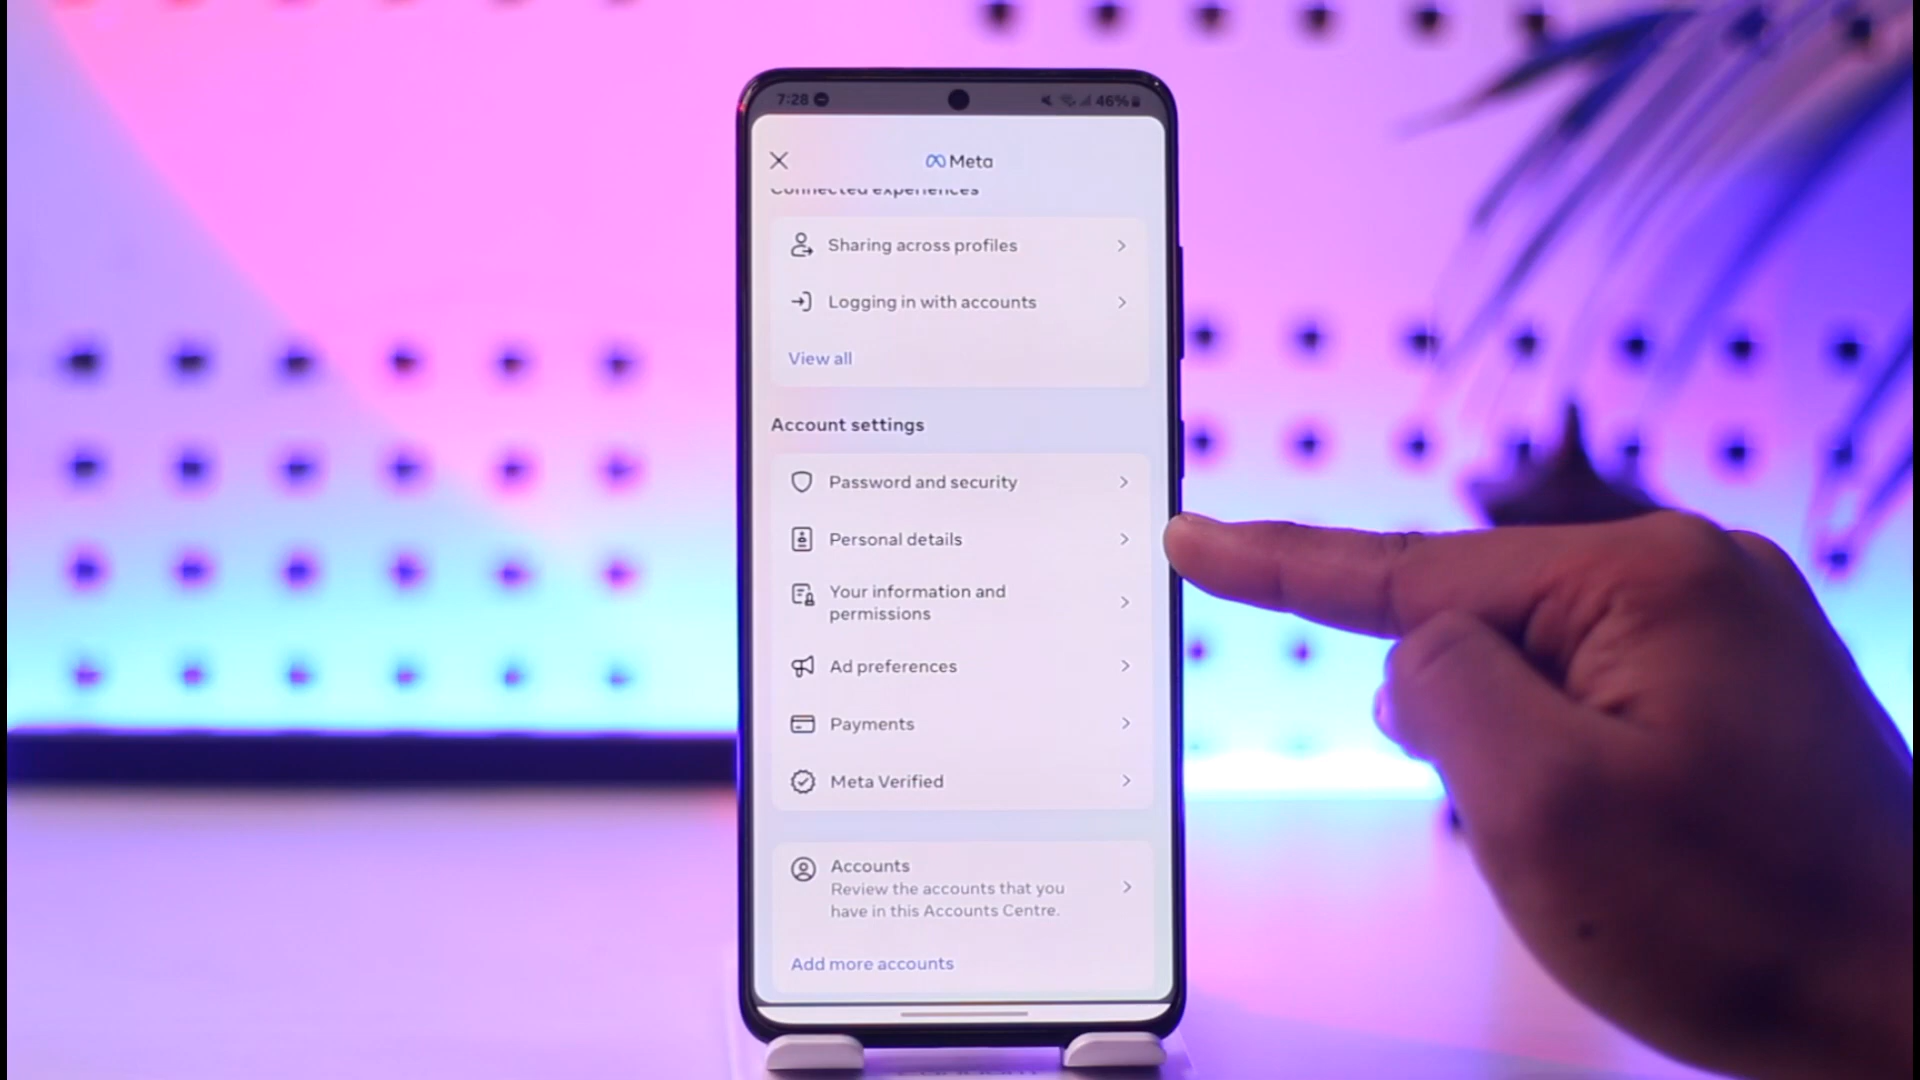 7:28
46%
Meta
Connected experiences
Sharing across profiles
Logging in with accounts
View all
Account settings
Password and security
Personal details
Your information and
permissions
Ad preferences
Payments
Meta Verified
Accounts
Review the accounts that you
have in this Accounts Centre.
Add more accounts